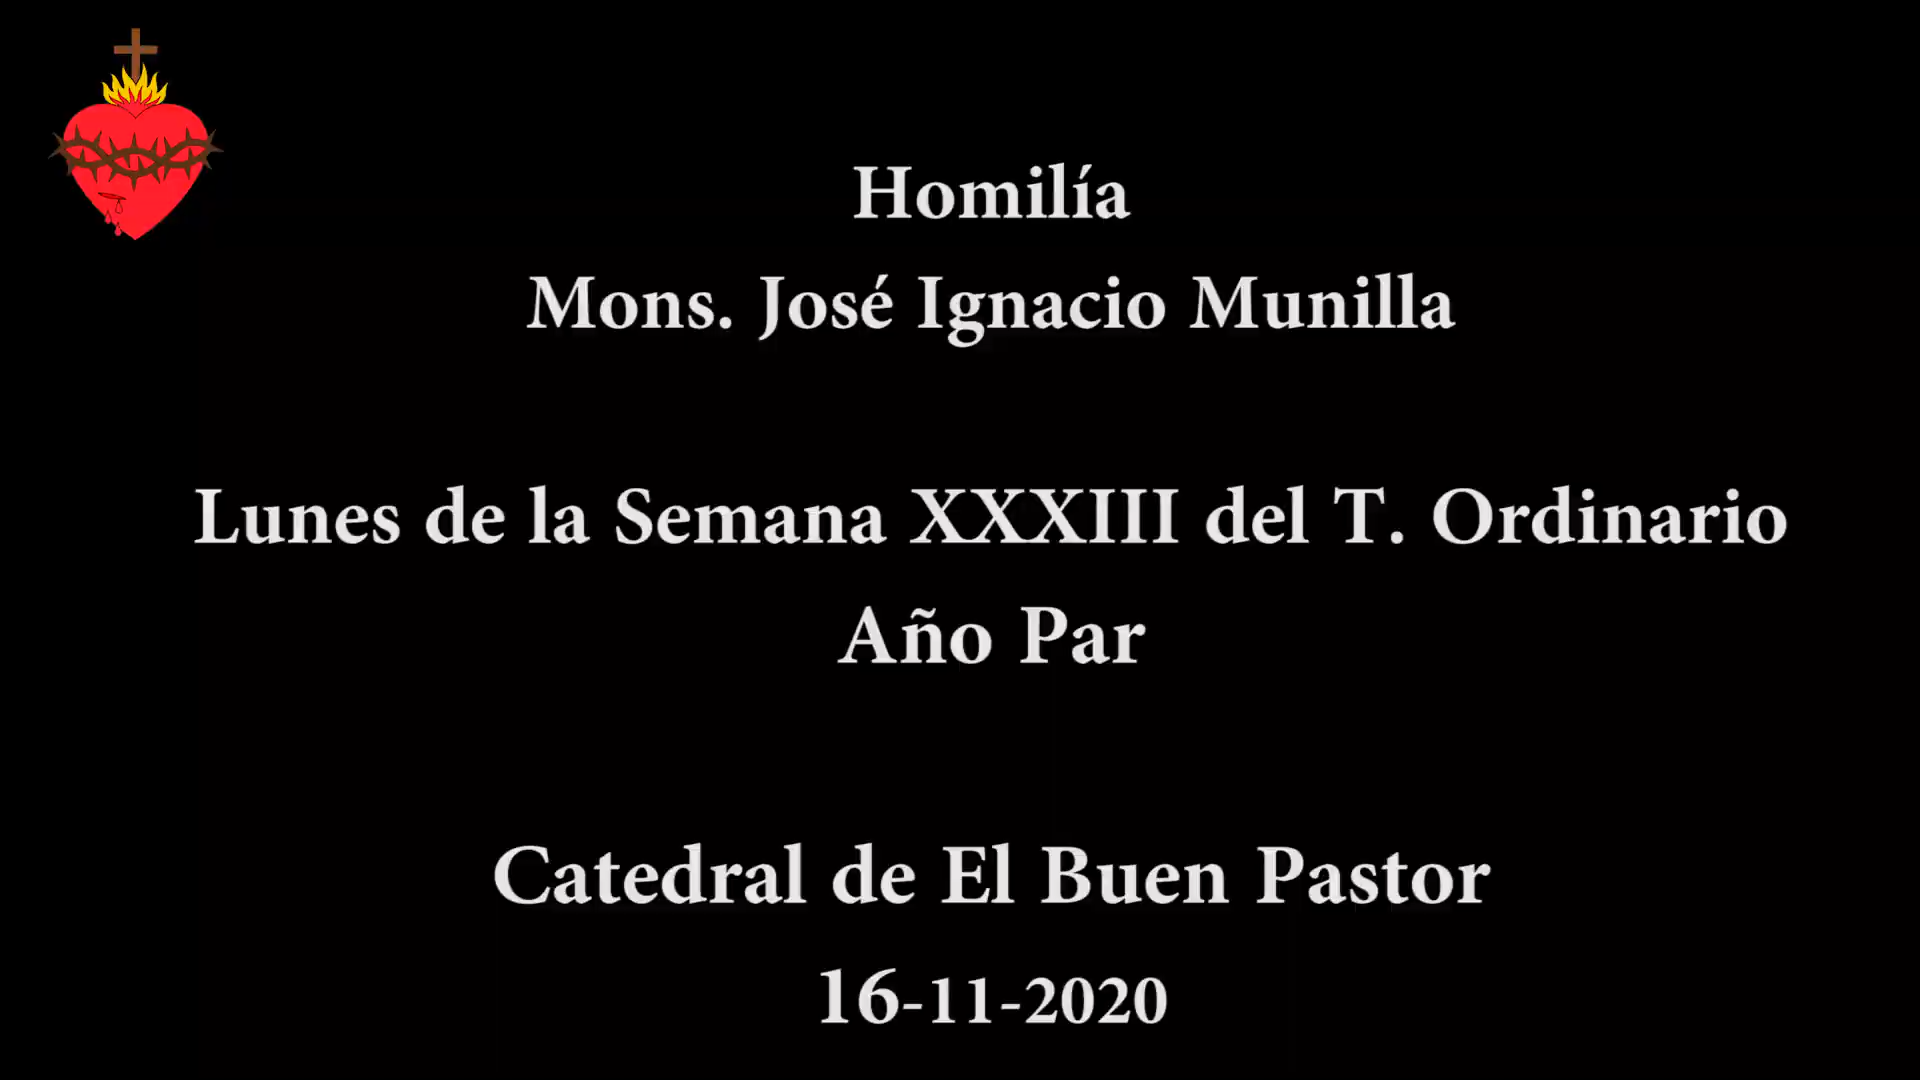 Homilía
Mons. José Ignacio Munilla
Lunes de la Semana XXXIII del T. Ordinario
Año Par
Catedral de El Buen Pastor
16-11-2020